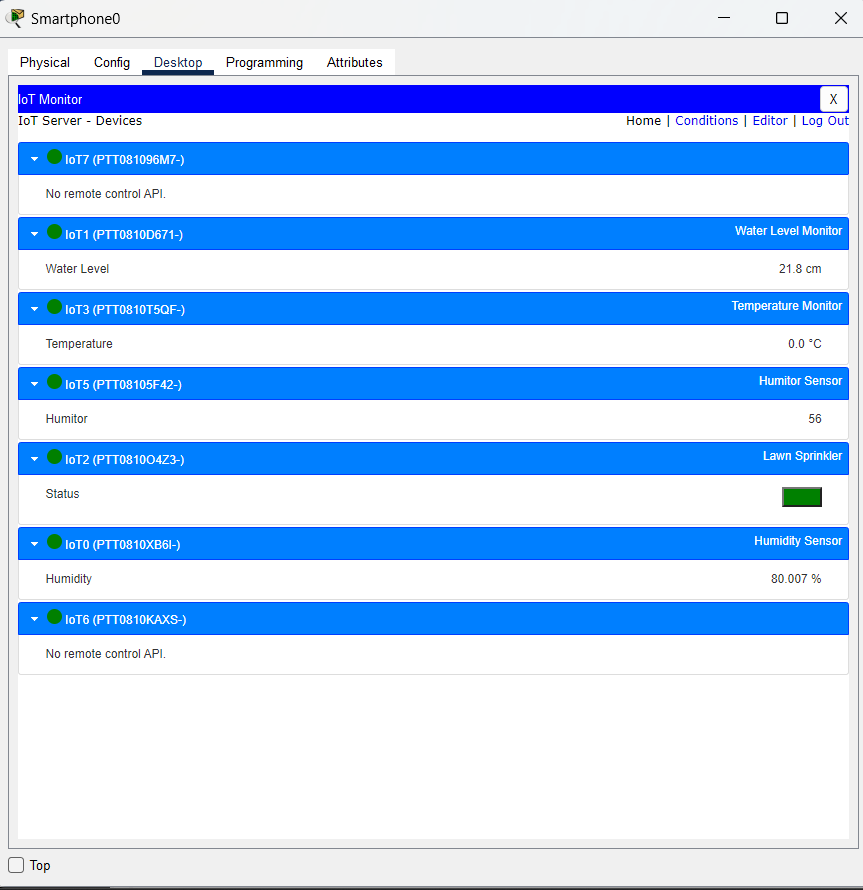 Smartphone0
Physical Config Desktop Programming Attributes
IoT Monitor X
IoT Server - Devices Home | Conditions | Editor | Log Out
IoT7 (PTT081096M7-)
No remote control API.
IoT1 (PTT0810D671-) Water Level Monitor
Water Level 21.8 cm
IoT3 (PTT0810T5QF-) Temperature Monitor
Temperature 0.0 °C
IoT5 (PTT08105F42-) Humitor Sensor
Humitor 56
IoT2 (PTT0810O4Z3-) Lawn Sprinkler
Status
IoT0 (PTT0810XB6I-) Humidity Sensor
Humidity 80.007 %
IoT6 (PTT0810KAXS-)
No remote control API.
Top